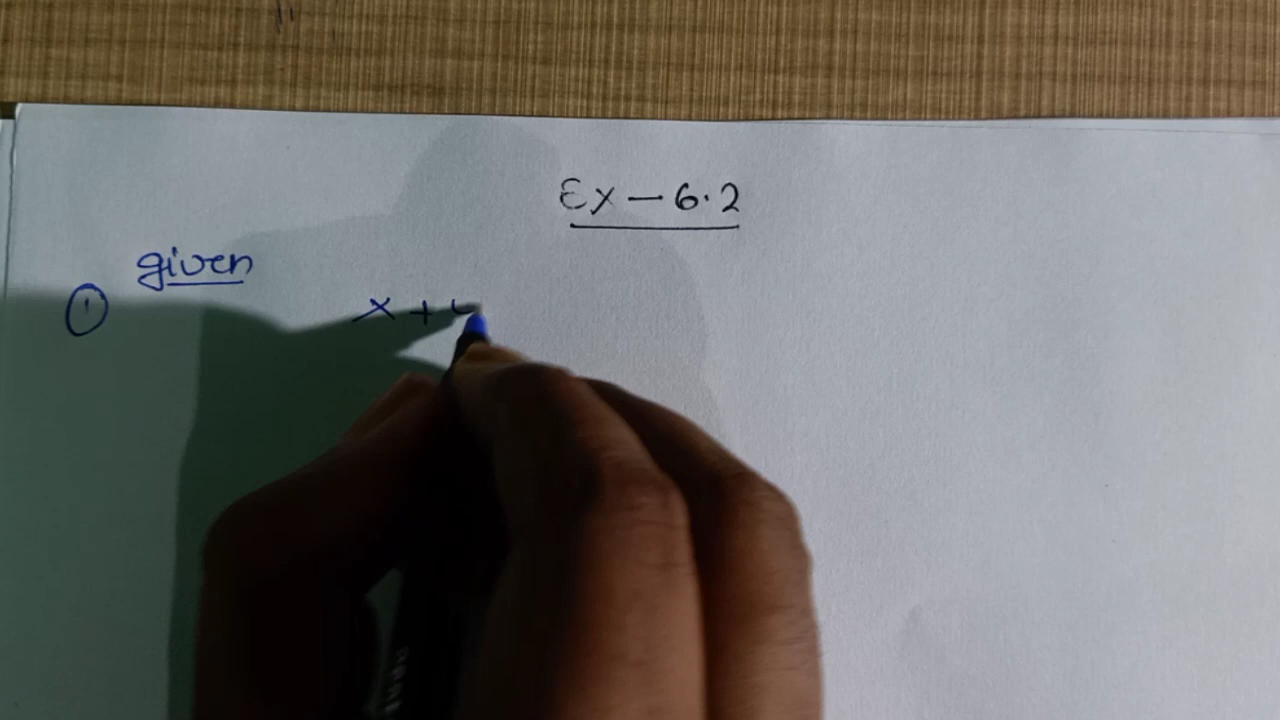 Ex - 6.2
given
① x +